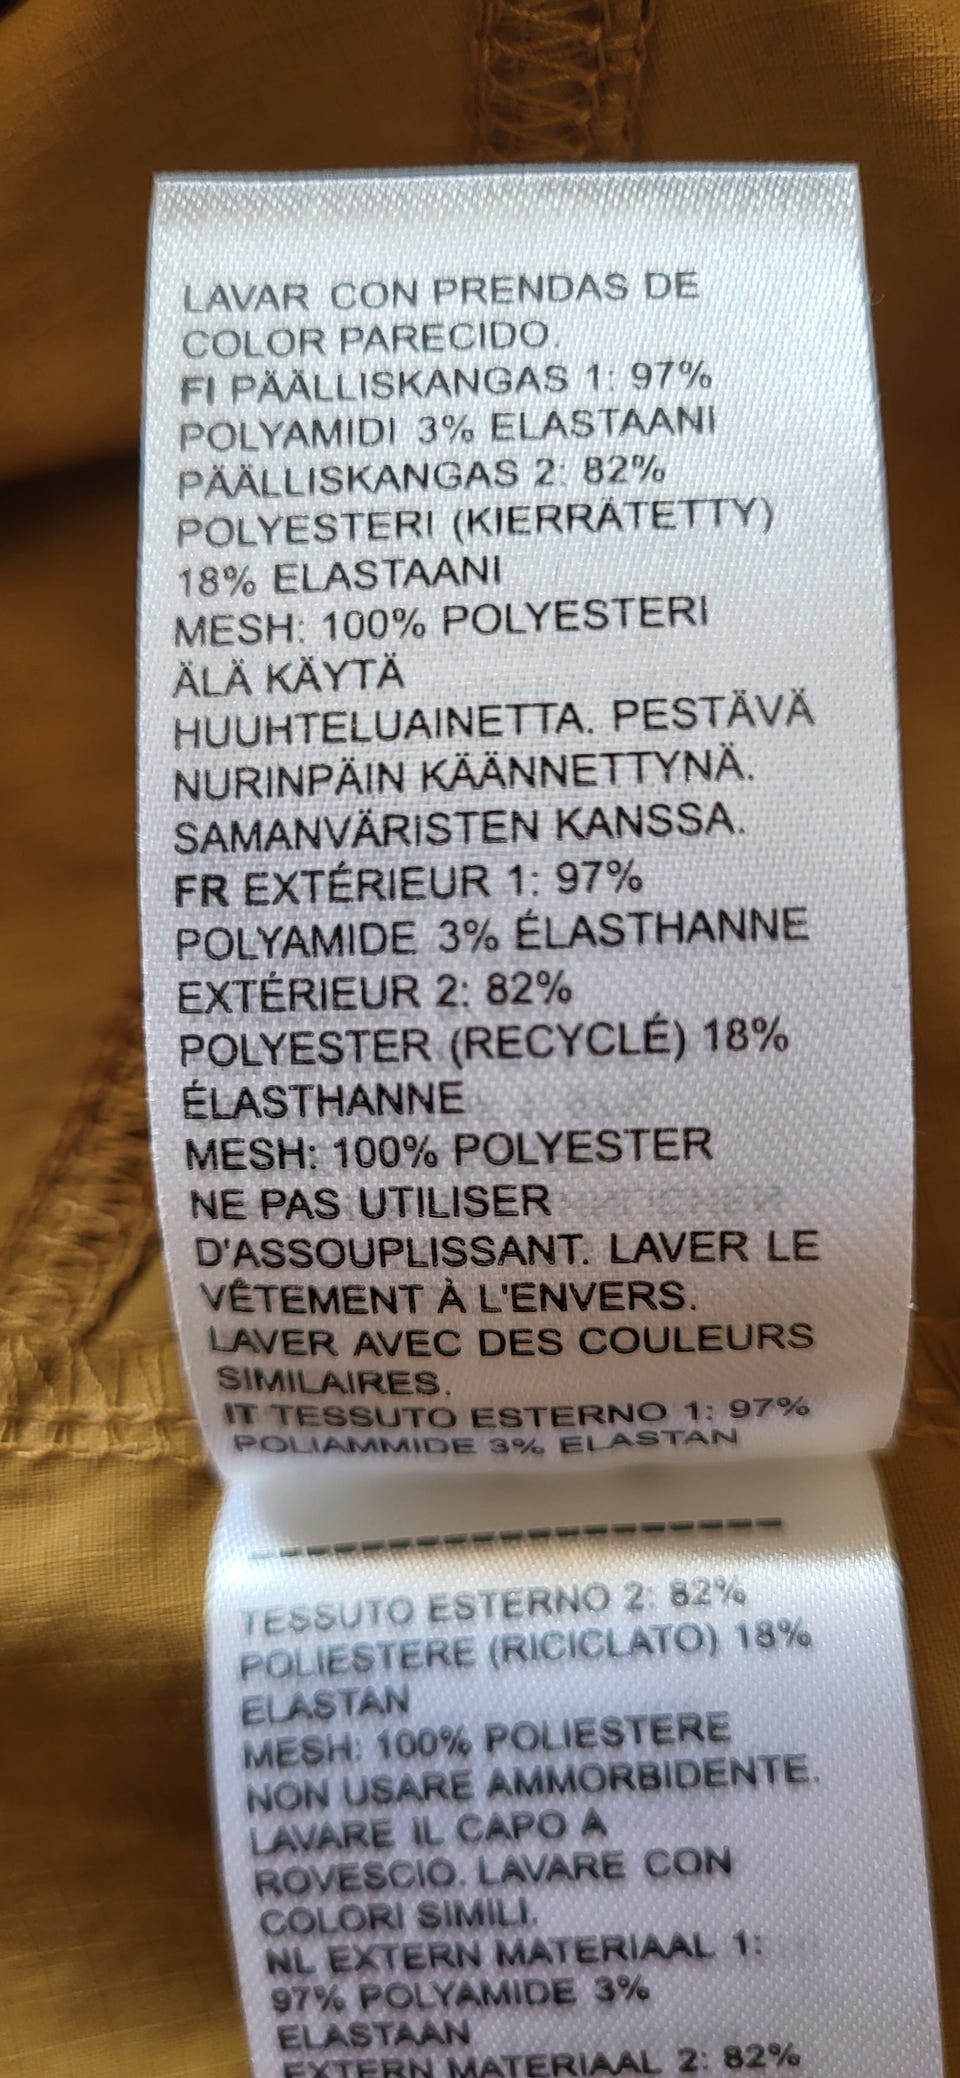 LAVAR CON PRENDAS DE
COLOR PARECIDO.
FI PÄÄLLISKANGAS 1: 97%
POLYAMIDI 3% ELASTAANI
PÄÄLLISKANGAS 2: 82%
POLYESTERI (KIERRÄTETTY)
18% ELASTAANI
MESH: 100% POLYESTERI
ÄLÄ KÄYTÄ
HUUHTELUAINETTA. PESTÄVÄ
NURINPÄIN KÄÄNNETTYNÄ.
SAMANVÄRISTEN KANSSA.
FR EXTÉRIEUR 1: 97%
POLYAMIDE 3% ÉLASTHANNE
EXTÉRIEUR 2: 82%
POLYESTER (RECYCLÉ) 18%
ÉLASTHANNE
MESH: 100% POLYESTER
NE PAS UTILISER
D'ASSOUPLISSANT. LAVER LE
VÊTEMENT À L'ENVERS.
LAVER AVEC DES COULEURS
SIMILAIRES.
IT TESSUTO ESTERNO 1: 97%
POLIAMMIDE 3% ELASTAN
TESSUTO ESTERNO 2: 82%
POLIESTERE (RICICLATO) 18%
ELASTAN
MESH: 100% POLIESTERE
NON USARE AMMORBIDENTE.
LAVARE IL CAPO A
ROVESCIO. LAVARE CON
COLORI SIMILI.
NL EXTERN MATERIAAL 1:
97% POLYAMIDE 3%
ELASTAAN
EXTERN MATERIAAL 2: 82%